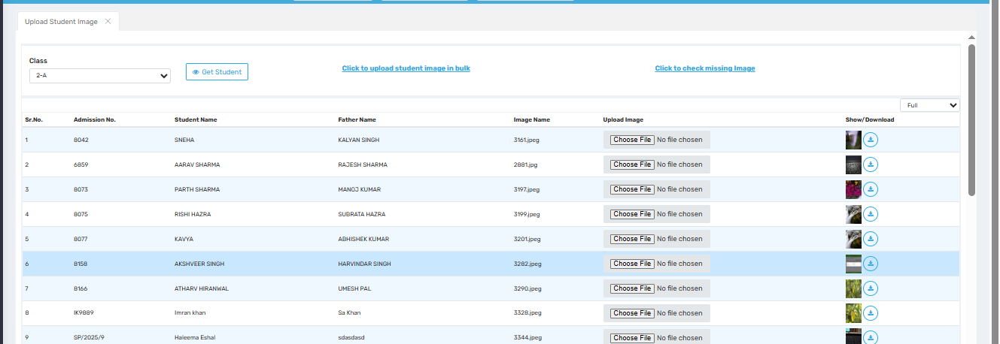 Upload Student Image
Class
2-A
Get Student
Click to upload student image in bulk
Click to check missing Image
Full
Sr.No. Admission No. Student Name Father Name Image Name Upload Image Show/Download
1 8042 SNEHA KALYAN SINGH 3161.jpeg Choose File No file chosen
2 6859 AARAV SHARMA RAJESH SHARMA 2881.jpg Choose File No file chosen
3 8073 PARTH SHARMA MANOJ KUMAR 3197.jpeg Choose File No file chosen
4 8075 RISHI HAZRA SUBRATA HAZRA 3199.jpeg Choose File No file chosen
5 8077 KAVYA ABHISHEK KUMAR 3201.jpeg Choose File No file chosen
6 8158 AKSHVEER SINGH HARVINDAR SINGH 3282.jpeg Choose File No file chosen
7 8166 ATHARV HIRANWAL UMESH PAL 3290.jpeg Choose File No file chosen
8 IK9889 Imran khan Sa Khan 3328.jpeg Choose File No file chosen
9 SP/2025/9 Haleema Eshal sdasdasd 3344.jpeg Choose File No file chosen